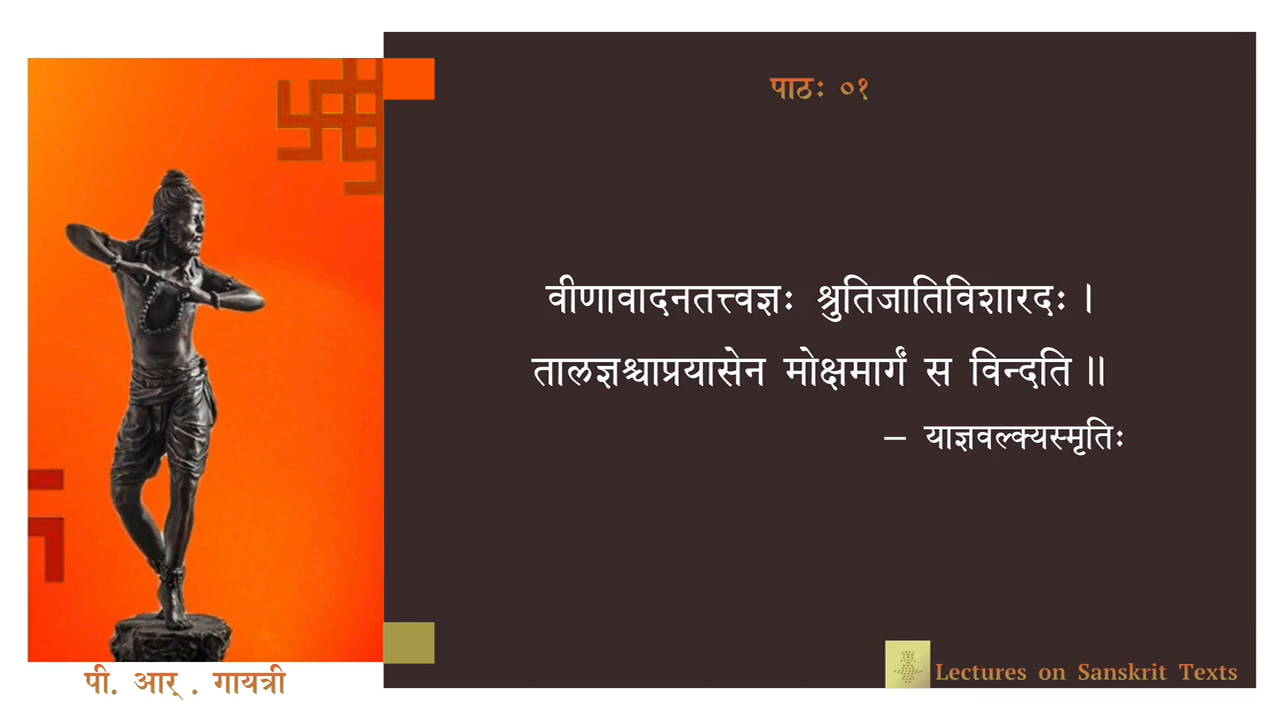 पाठः ०१
वीणावादनतत्त्वज्ञः श्रुतिजातिविशारदः ।
तालज्ञश्चाप्रयासेन मोक्षमार्गं स विन्दति ॥
– याज्ञवल्क्यस्मृतिः
पी. आर् . गायत्री
Lectures on Sanskrit Texts